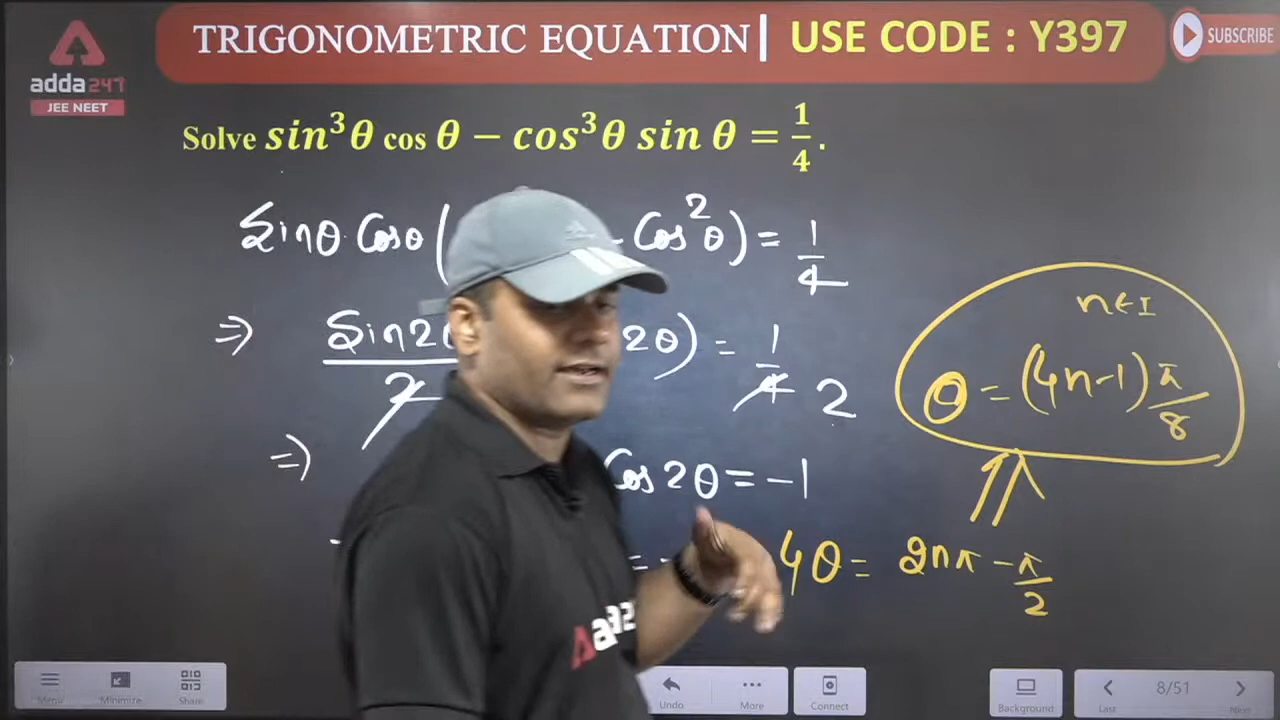 adda247
JEE NEET
TRIGONOMETRIC EQUATION | USE CODE : Y397
SUBSCRIBE
Solve sin³θ cos θ − cos³θ sin θ = 1/4.
Sinθ·Cosθ( − Cos²θ) = 1/4
⇒ Sin2 /2 2θ) = 1/4 2
⇒ Cos2θ = −1
4θ = 2nπ − π/2
n∈I
θ = (4n−1)π/8
Menu
Minimize
Share
Undo
More
Connect
Background
Last
8/51
Next